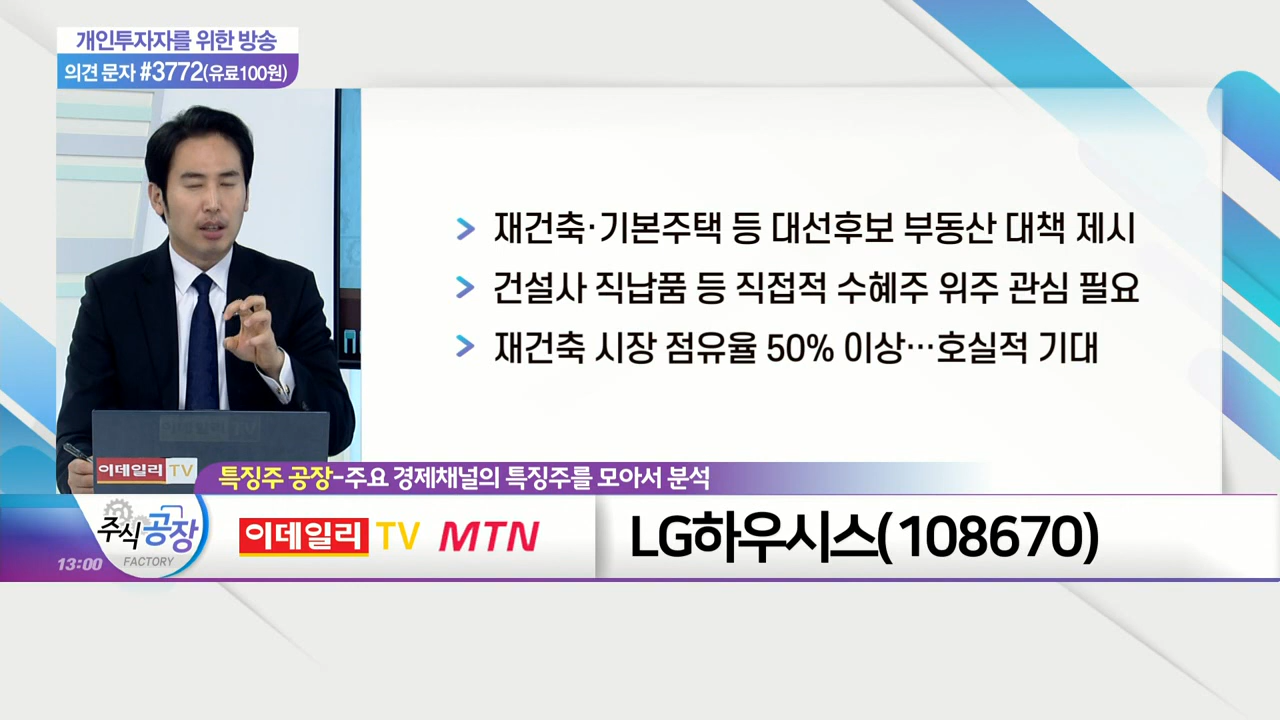 개인투자자를 위한 방송
의견 문자 #3772(유료100원)
> 재건축·기본주택 등 대선후보 부동산 대책 제시
> 건설사 직납품 등 직접적 수혜주 위주 관심 필요
> 재건축 시장 점유율 50% 이상…호실적 기대
이데일리 TV
이데일리 TV
특징주 공장-주요 경제채널의 특징주를 모아서 분석
주식공장
FACTORY
13:00
이데일리 TV MTN
LG하우시스(108670)